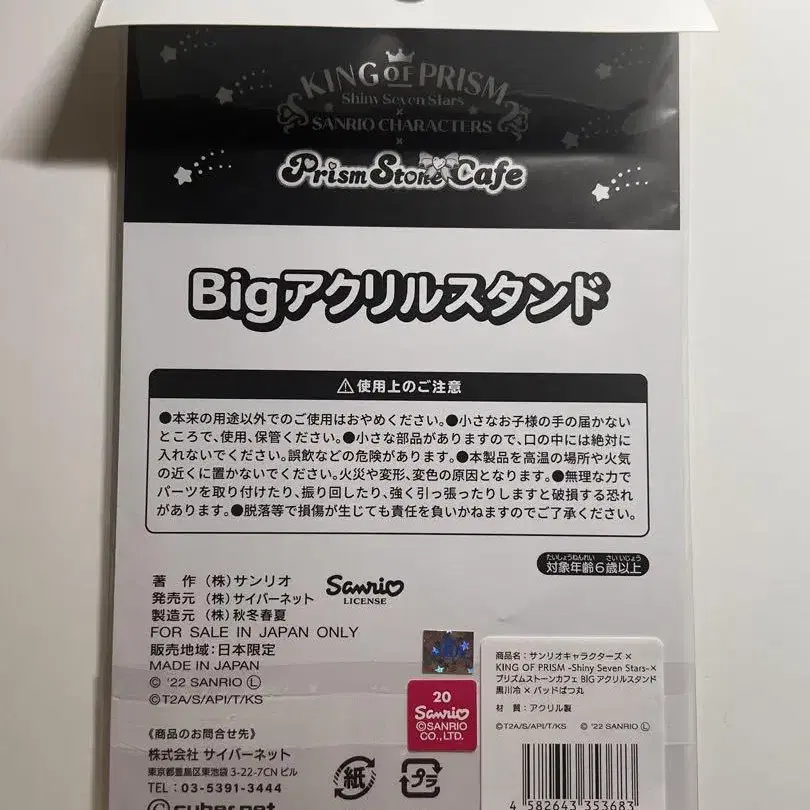 KING OF PRISM
Shiny Seven Stars
×
SANRIO CHARACTERS
×
Prism Stone Cafe
Bigアクリルスタンド
⚠使用上のご注意
●本来の用途以外でのご使用はおやめください。●小さなお子様の手の届かない
ところで、使用、保管ください。●小さな部品がありますので、口の中には絶対に
入れないでください。誤飲などの危険があります。●本製品を高温の場所や火気
の近くに置かないでください。火災や変形、変色の原因となります。●無理な力で
パーツを取り付けたり、振り回したり、強く引っ張ったりしますと破損する恐れ
があります。●脱落等で損傷が生じても責任を負いかねますのでご了承ください。
たいしょうねんれい さい いじょう
対象年齢6歳以上
著 作 (株)サンリオ
発売元 (株)サイバーネット
製造元 (株)秋冬春夏
Sanrio
LICENSE
FOR SALE IN JAPAN ONLY
販売地域:日本限定
MADE IN JAPAN
© '22 SANRIO Ⓛ
©T2A/S/API/T/KS
20
Sanrio
©SANRIO
CO.,LTD.
商品名:サンリオキャラクターズ×
KING OF PRISM -Shiny Seven Stars-×
プリズムストーンカフェ BIG アクリルスタンド
黒川冷 × バッドばつ丸
材 質:アクリル製
©T2A/S/API/T/KS © '22 SANRIO Ⓛ
4 582643 353683
《商品のお問合せ先》
株式会社 サイバーネット
東京都豊島区東池袋 3-22-7CN ビル
TEL : 03-5391-3444
cybernet
紙
プラ